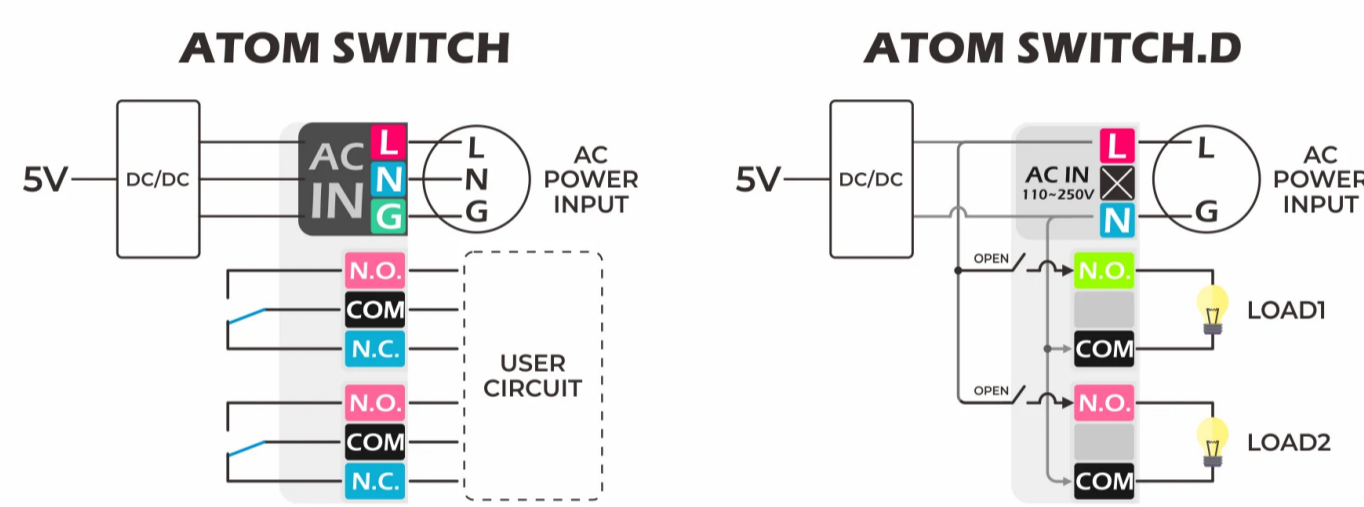 ATOM SWITCH
5V
DC/DC
AC
IN
L
N
G
L
N
G
AC
POWER
INPUT
N.O.
COM
N.C.
N.O.
COM
N.C.
USER
CIRCUIT
ATOM SWITCH.D
5V
DC/DC
AC IN
110~250V
L
N
L
G
AC
POWER
INPUT
OPEN
N.O.
COM
LOAD1
OPEN
N.O.
COM
LOAD2